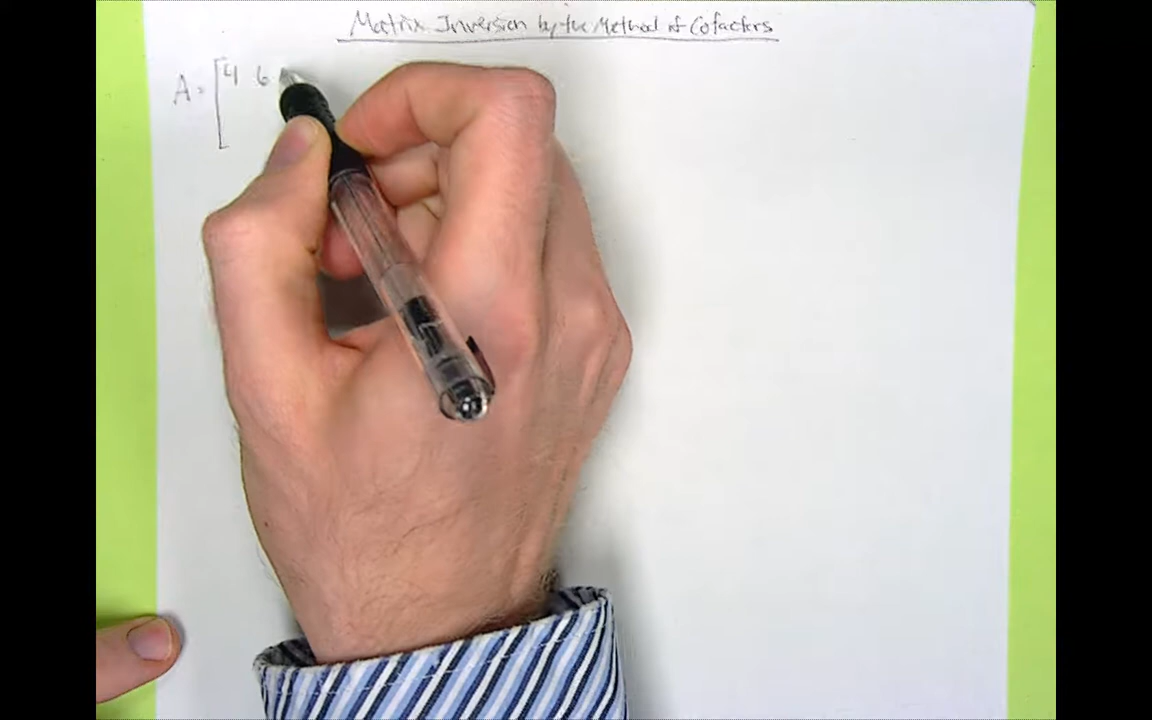 Matrix Inversion by the Method of Cofactors
A = [ 4 6